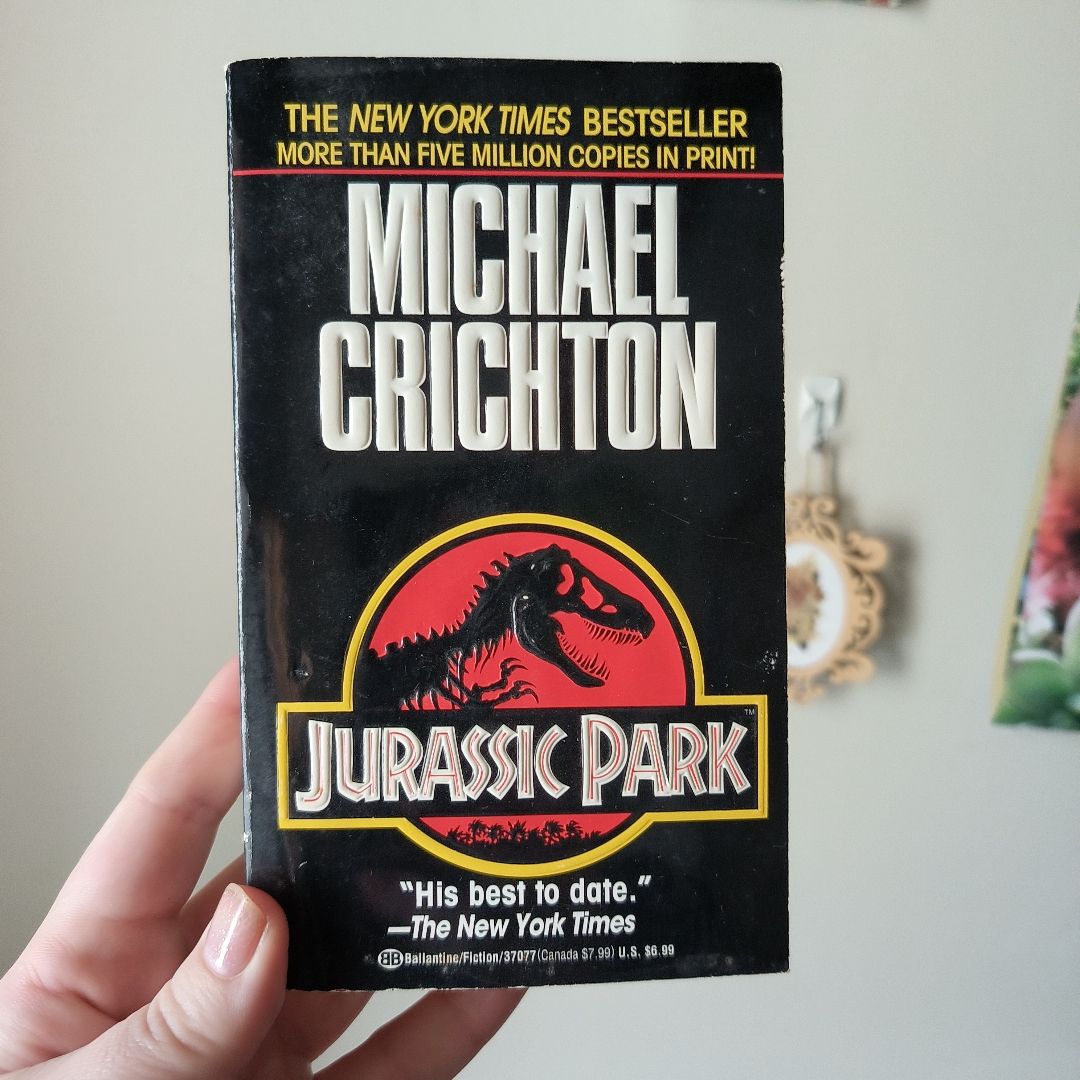 THE NEW YORK TIMES BESTSELLER
MORE THAN FIVE MILLION COPIES IN PRINT!
MICHAEL
CRICHTON
JURASSIC PARK™
"His best to date."
—The New York Times
BB Ballantine/Fiction/37077 (Canada $7.99) U.S. $6.99